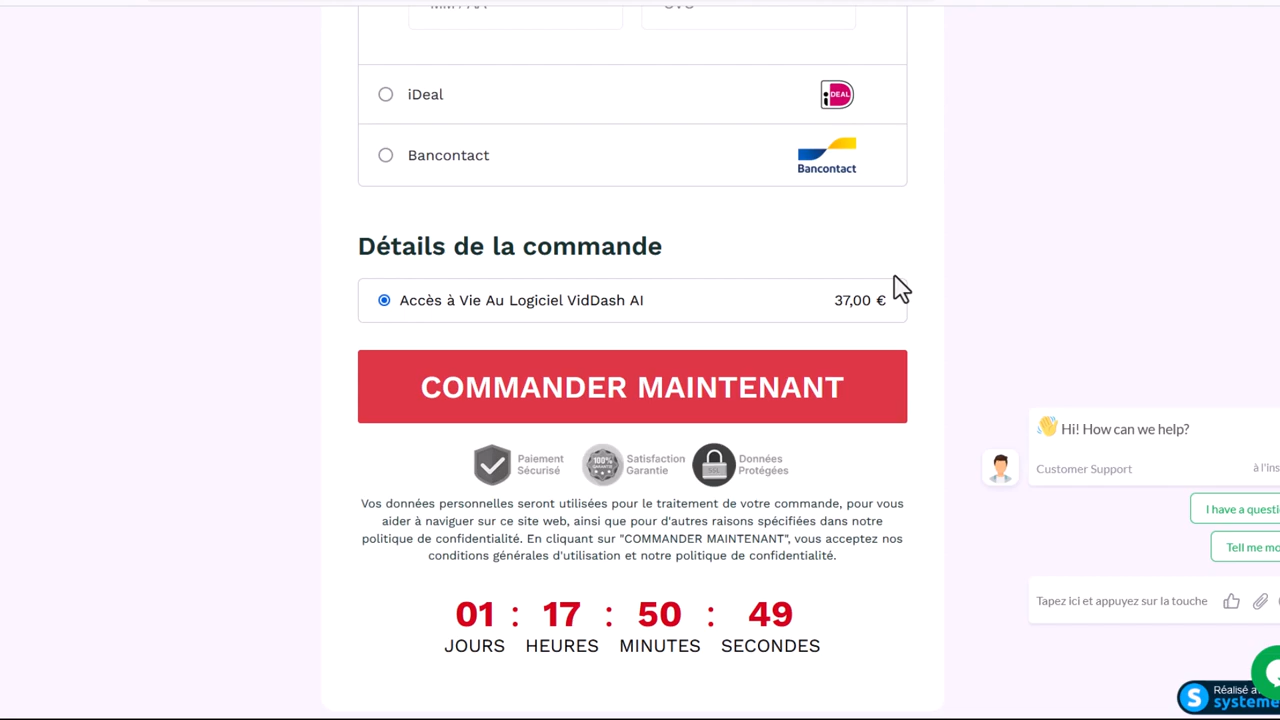 MM / AA
CVC
iDeal
iDEAL
Bancontact
Bancontact
Détails de la commande
Accès à Vie Au Logiciel VidDash AI 37,00 €
COMMANDER MAINTENANT
Paiement
Sécurisé
100%
Satisfaction
Garantie
Données
Protégées
Vos données personnelles seront utilisées pour le traitement de votre commande, pour vous
aider à naviguer sur ce site web, ainsi que pour d'autres raisons spécifiées dans notre
politique de confidentialité. En cliquant sur "COMMANDER MAINTENANT", vous acceptez nos
conditions générales d'utilisation et notre politique de confidentialité.
01 : 17 : 50 : 49
JOURS HEURES MINUTES SECONDES
Hi! How can we help?
Customer Support à l'ins
I have a questi
Tell me mo
Tapez ici et appuyez sur la touche
Réalisé a
systeme